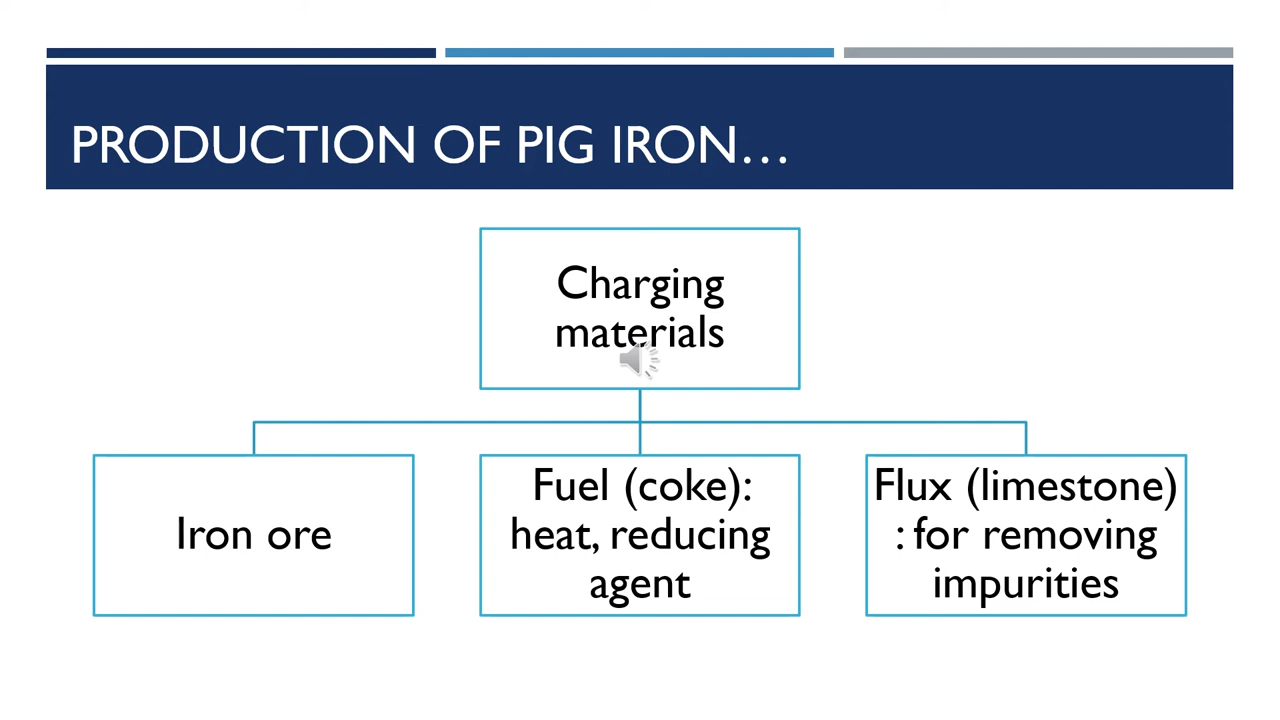 PRODUCTION OF PIG IRON…
Charging
materials
Iron ore
Fuel (coke):
heat, reducing
agent
Flux (limestone)
: for removing
impurities